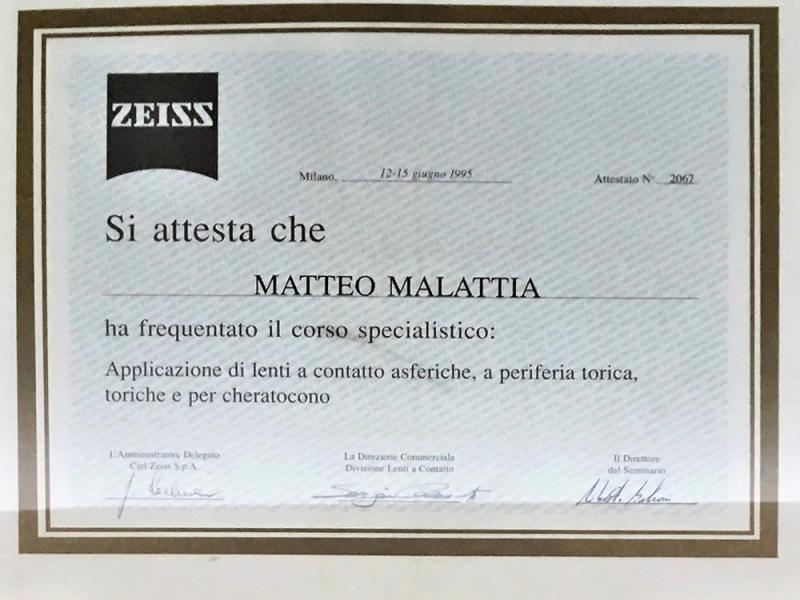 ZEISS
Milano, 12-15 giugno 1995 Attestato N° 2067
Si attesta che
MATTEO MALATTIA
ha frequentato il corso specialistico:
Applicazione di lenti a contatto asferiche, a periferia torica,
toriche e per cheratocono
L'Amministratore Delegato
Carl Zeiss S.p.A.
La Direzione Commerciale
Divisione Lenti a Contatto
Il Direttore
del Seminario